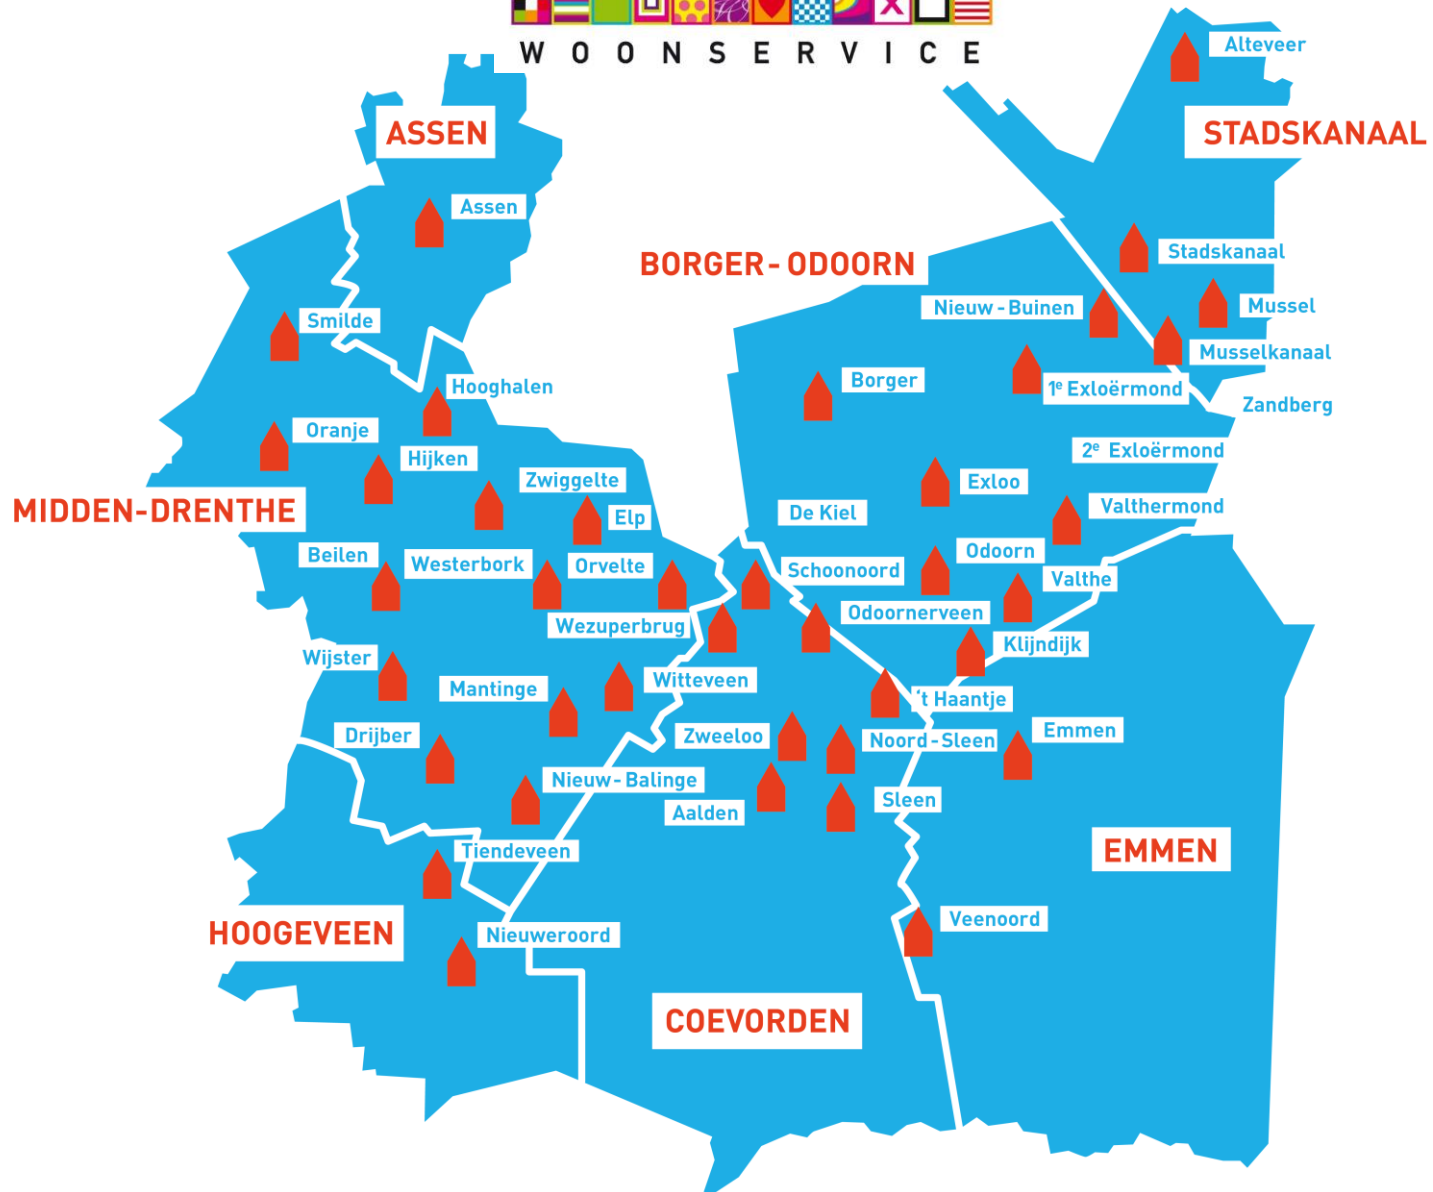 WOONSERVICE
Alteveer
ASSEN
STADSKANAAL
Assen
Stadskanaal
BORGER-ODOORN
Nieuw-Buinen
Mussel
Smilde
Musselkanaal
Hooghalen
Borger
1e Exloërmond
Zandberg
Oranje
Hijken
2e Exloërmond
Zwiggelte
Exloo
MIDDEN-DRENTHE
Elp
De Kiel
Valthermond
Beilen
Westerbork
Orvelte
Schoonoord
Odoorn
Valthe
Wezuperbrug
Odoornerveen
Wijster
Klijndijk
Mantinge
Witteveen
't Haantje
Drijber
Zweeloo
Noord-Sleen
Emmen
Nieuw-Balinge
Aalden
Sleen
Tiendeveen
EMMEN
HOOGEVEEN
Nieuweroord
Veenoord
COEVORDEN